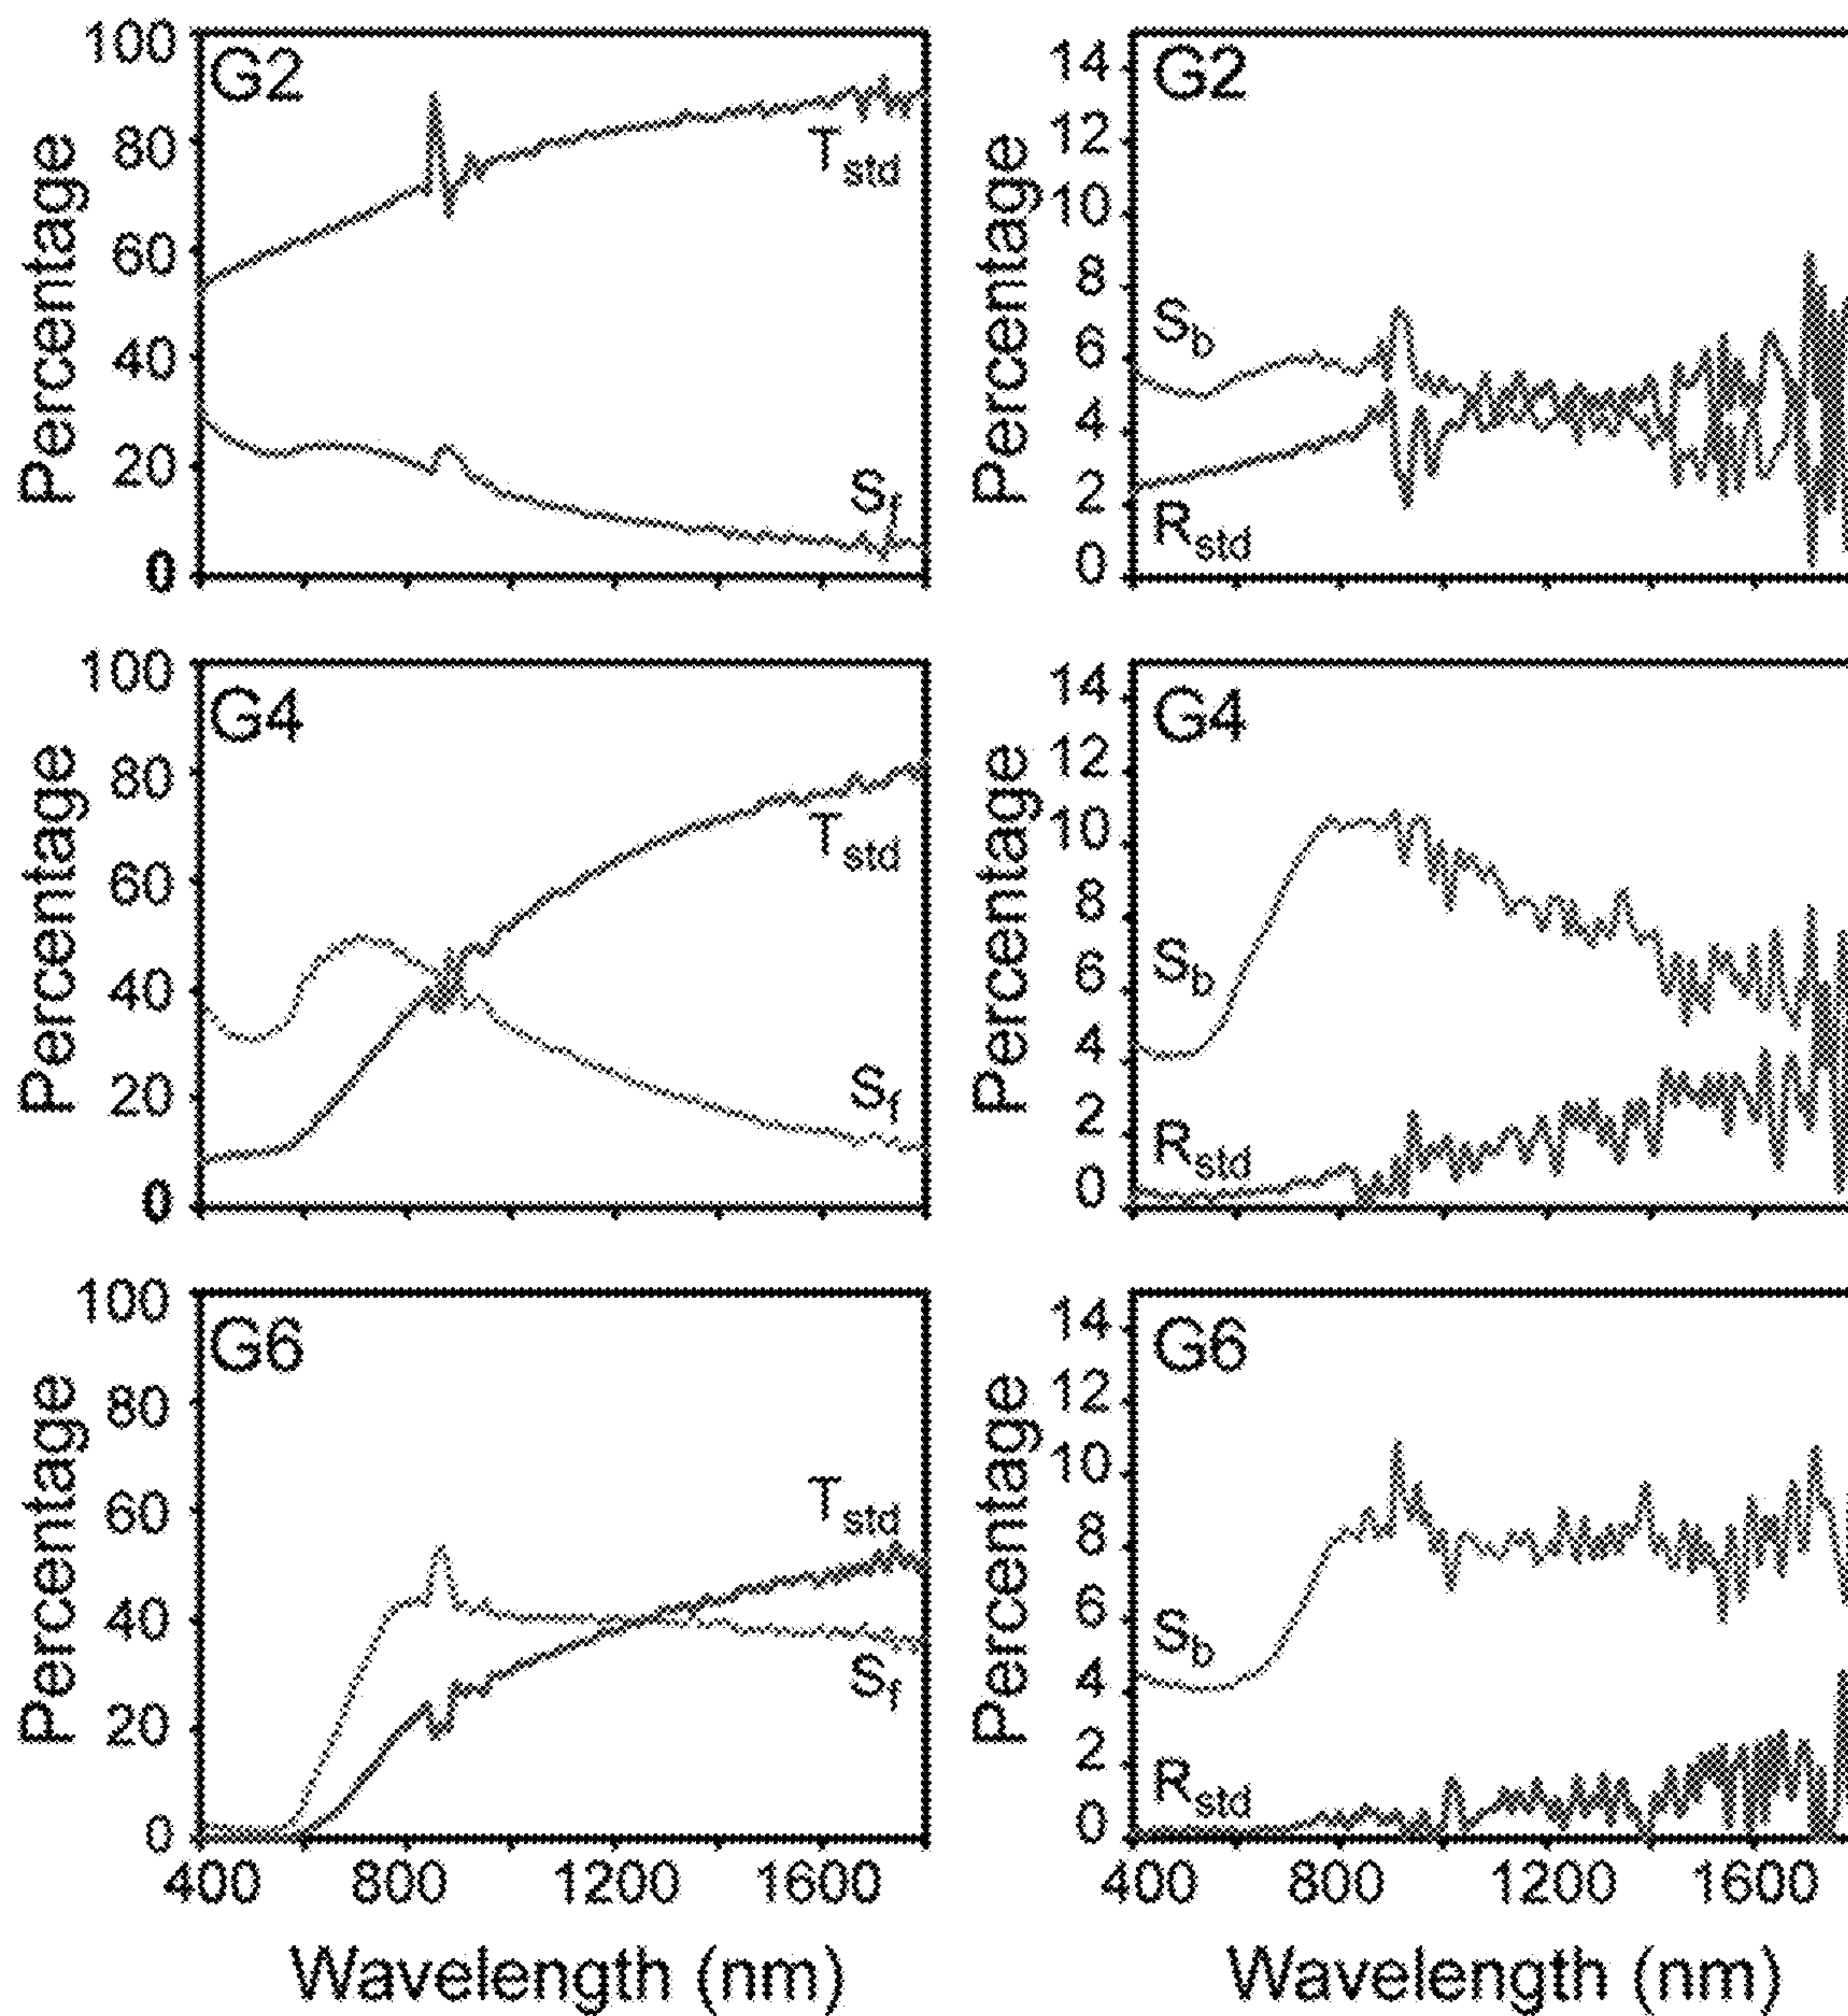 G2
Percentage
100
80
60
40
20
0
T_std
S_f
G2
Percentage
14
12
10
8
6
4
2
0
S_b
R_std
G4
Percentage
100
80
60
40
20
0
T_std
S_f
G4
Percentage
14
12
10
8
6
4
2
0
S_b
R_std
G6
Percentage
100
80
60
40
20
0
T_std
S_f
400 800 1200 1600
Wavelength (nm)
G6
Percentage
14
12
10
8
6
4
2
0
S_b
R_std
400 800 1200 1600
Wavelength (nm)